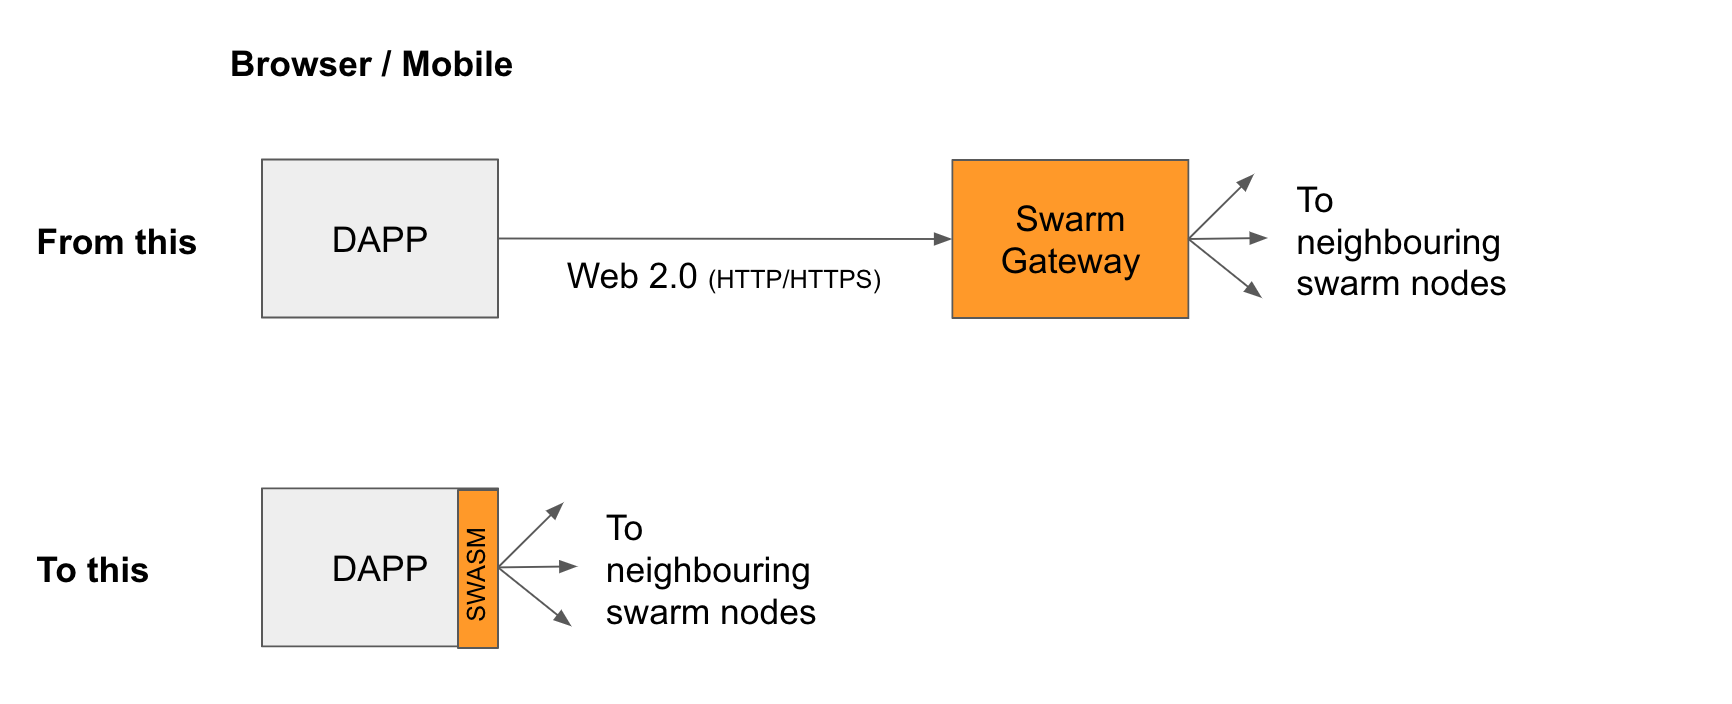 Browser / Mobile
From this
DAPP
Web 2.0 (HTTP/HTTPS)
Swarm
Gateway
To
neighbouring
swarm nodes
To this
DAPP
SWASM
To
neighbouring
swarm nodes